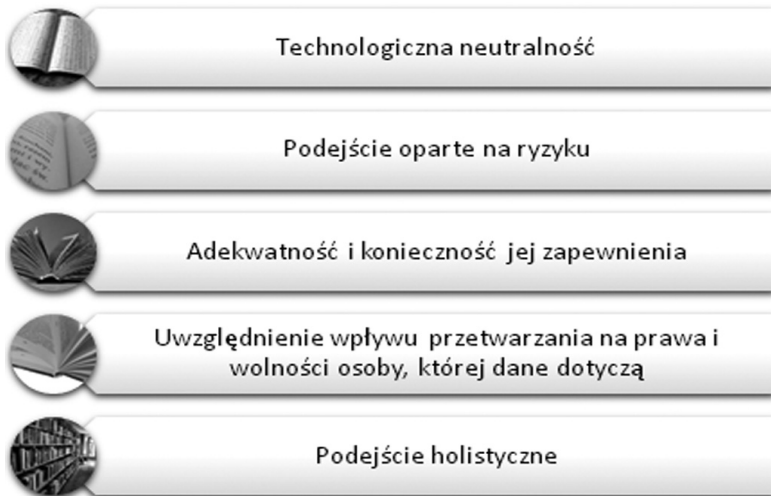 Technologiczna neutralność
Podejście oparte na ryzyku
Adekwatność i konieczność jej zapewnienia
Uwzględnienie wpływu przetwarzania na prawa i
wolności osoby, której dane dotyczą
Podejście holistyczne